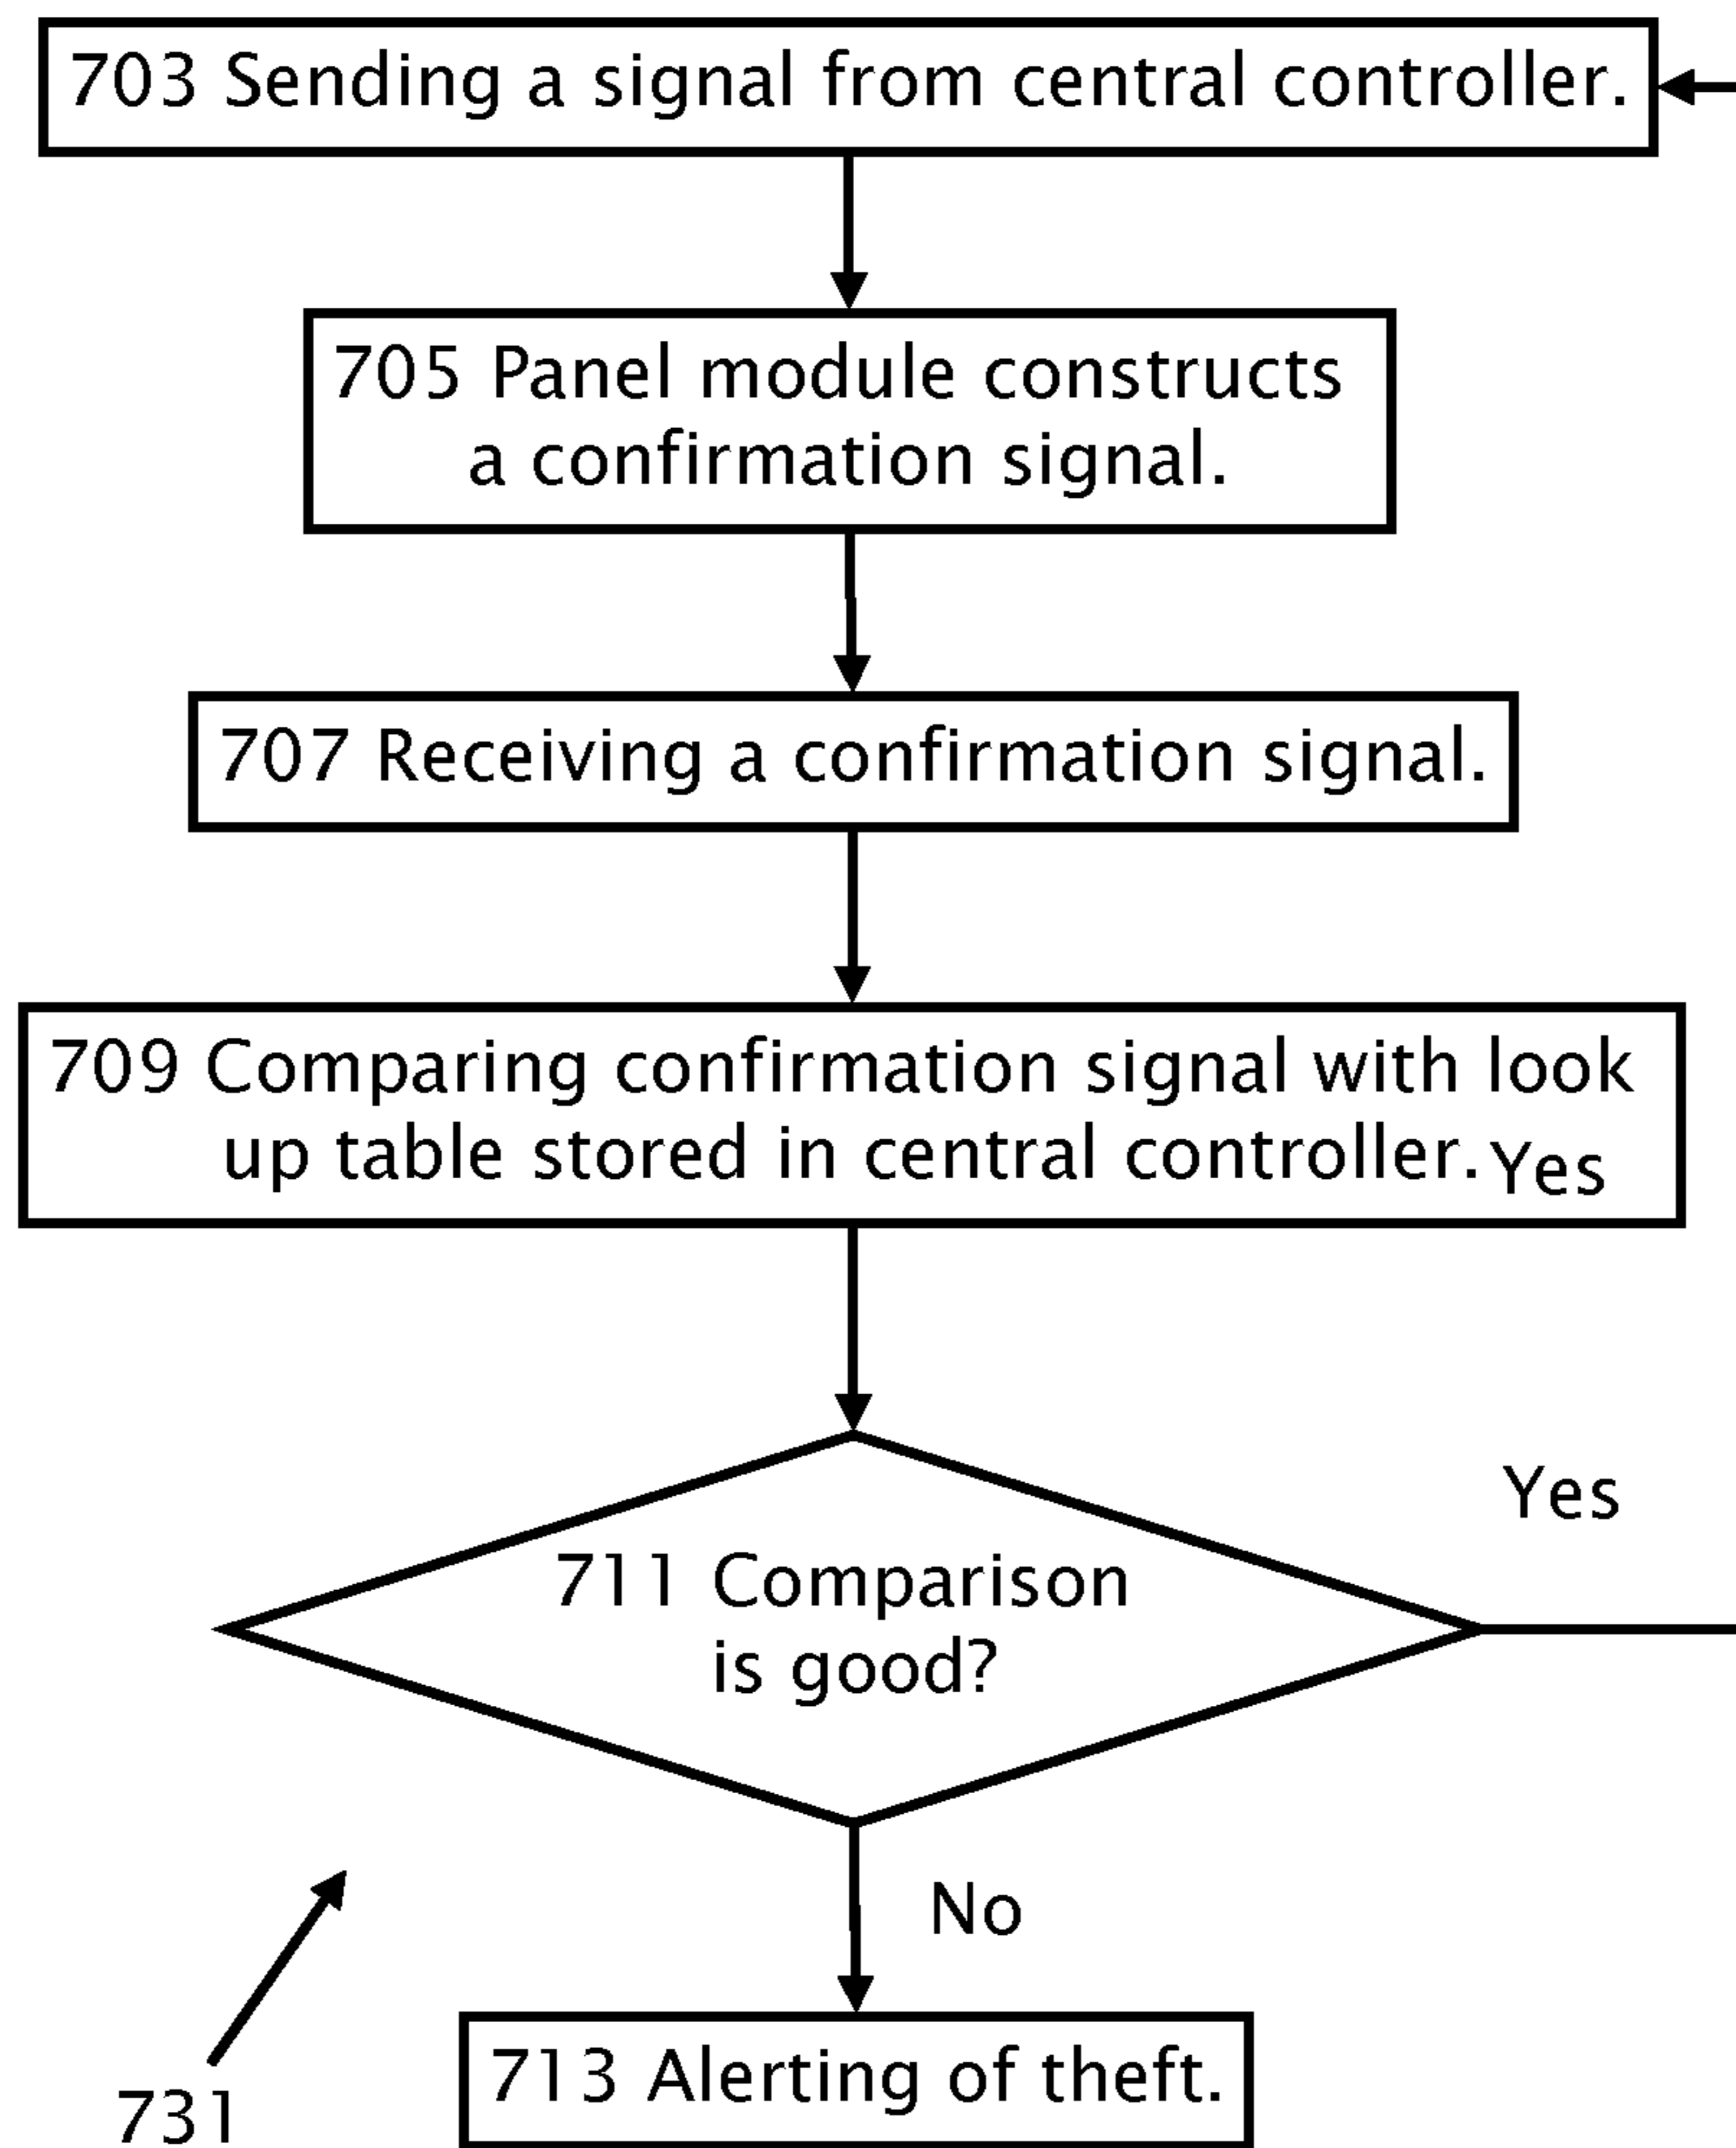 703 Sending a signal from central controller.
705 Panel module constructs
a confirmation signal.
707 Receiving a confirmation signal.
709 Comparing confirmation signal with look
up table stored in central controller.
Yes
Yes
711 Comparison
is good?
No
713 Alerting of theft.
731